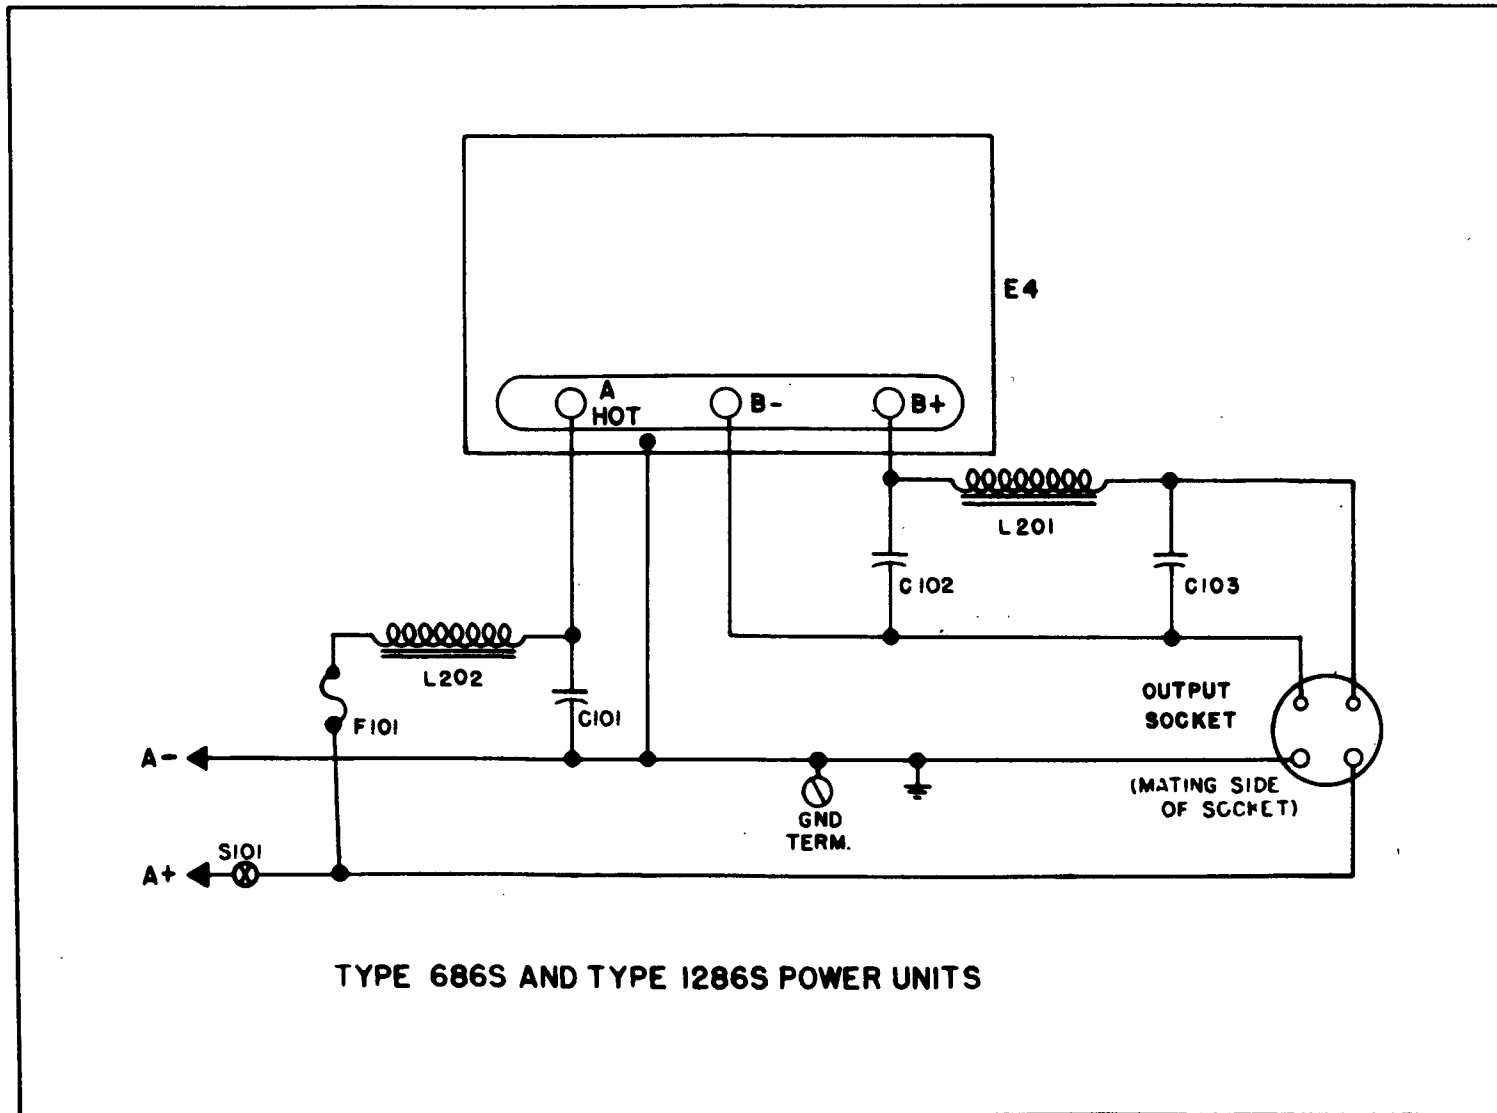 E4
A
HOT
B-
B+
L201
C102
C103
L202
F101
C101
OUTPUT
SOCKET
(MATING SIDE
OF SOCKET)
A-
GND
TERM.
S101
A+
TYPE 686S AND TYPE 1286S POWER UNITS